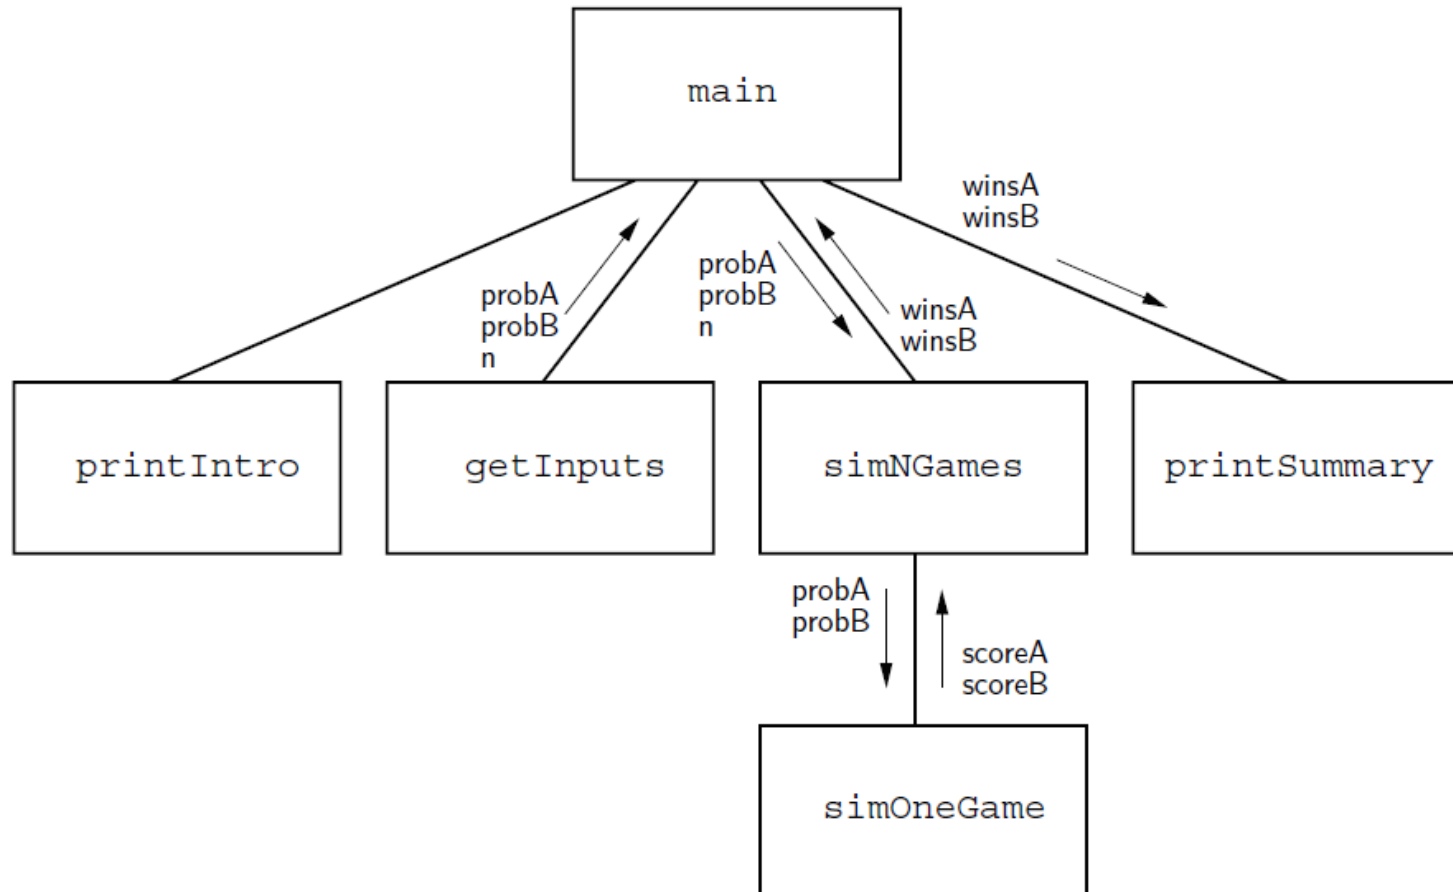 main
winsA
winsB
probA
probB
n
probA
probB
n
winsA
winsB
printIntro
getInputs
simNGames
printSummary
probA
probB
scoreA
scoreB
simOneGame